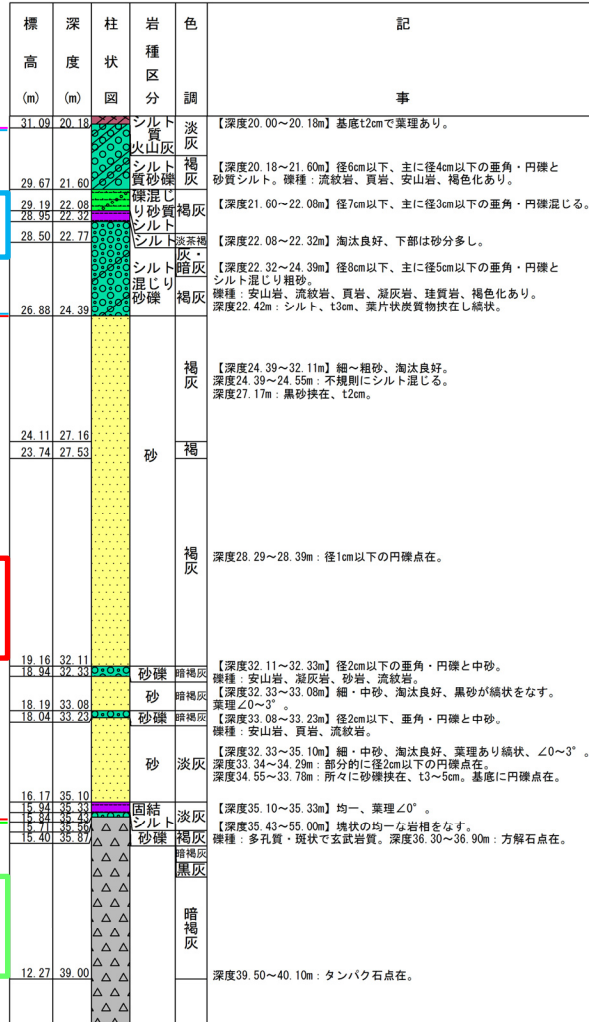 標高(m) 深度(m) 柱状図 岩種区分 色調 記事
31.09 20.18 シルト質火山灰 淡灰
【深度20.00～20.18m】基底t2cmで葉理あり。
29.67 21.60 シルト質砂礫 褐灰
【深度20.18～21.60m】径6cm以下、主に径4cm以下の亜角・円礫と
砂質シルト。礫種：流紋岩、頁岩、安山岩、褐色化あり。
29.19 22.08 礫混じり砂質シルト 褐灰
【深度21.60～22.08m】径7cm以下、主に径3cm以下の亜角・円礫混じる。
28.95 22.32 シルト 淡茶褐
【深度22.08～22.32m】淘汰良好、下部は砂分多し。
28.50 22.77 灰・暗灰
26.88 24.39 シルト混じり砂礫 褐灰
【深度22.32～24.39m】径8cm以下、主に径5cm以下の亜角・円礫と
シルト混じり粗砂。
礫種：安山岩、流紋岩、頁岩、凝灰岩、珪質岩、褐色化あり。
深度22.42m：シルト、t3cm、葉片状炭質物挟在し縞状。
24.11 27.16 褐灰
【深度24.39～32.11m】細～粗砂、淘汰良好。
深度24.39～24.55m：不規則にシルト混じる。
深度27.17m：黒砂挟在、t2cm。
23.74 27.53 砂 褐
褐灰
深度28.29～28.39m：径1cm以下の円礫点在。
19.16 32.11
18.94 32.33 砂礫 暗褐灰
【深度32.11～32.33m】径2cm以下の亜角・円礫と中砂。
礫種：安山岩、凝灰岩、砂岩、流紋岩。
18.19 33.08 砂 暗褐灰
【深度32.33～33.08m】細・中砂、淘汰良好、黒砂が縞状をなす。
葉理∠0～3°。
18.04 33.23 砂礫 暗褐灰
【深度33.08～33.23m】径2cm以下、亜角・円礫と中砂。
礫種：安山岩、頁岩、流紋岩。
16.17 35.10 砂 淡灰
【深度32.33～35.10m】細・中砂、淘汰良好、葉理あり縞状、∠0～3°。
深度33.34～34.29m：部分的に径2cm以下の円礫点在。
深度34.55～33.78m：所々に砂礫挟在、t3～5cm。基底に円礫点在。
15.94 35.33 固結シルト 淡灰
【深度35.10～35.33m】均一、葉理∠0°。
15.84 35.43
15.71 35.56
15.40 35.87 砂礫 褐灰
【深度35.43～55.00m】塊状の均一な岩相をなす。
礫種：多孔質・斑状で玄武岩質。深度36.30～36.90m：方解石点在。
暗褐灰
黒灰
暗褐灰
12.27 39.00
深度39.50～40.10m：タンパク石点在。